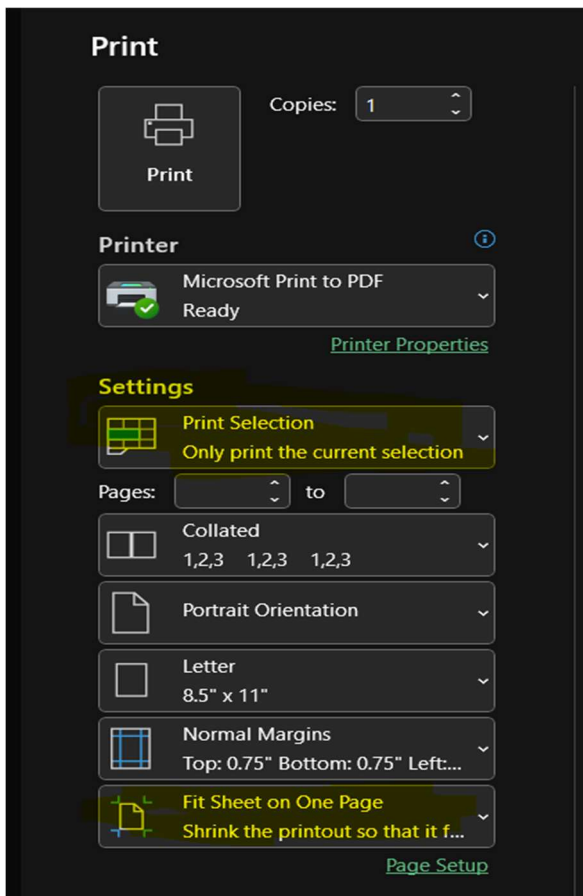 Print
Copies: 1
Print
Printer
Microsoft Print to PDF
Ready
Printer Properties
Settings
Print Selection
Only print the current selection
Pages: to
Collated
1,2,3 1,2,3 1,2,3
Portrait Orientation
Letter
8.5" x 11"
Normal Margins
Top: 0.75" Bottom: 0.75" Left:...
Fit Sheet on One Page
Shrink the printout so that it f...
Page Setup